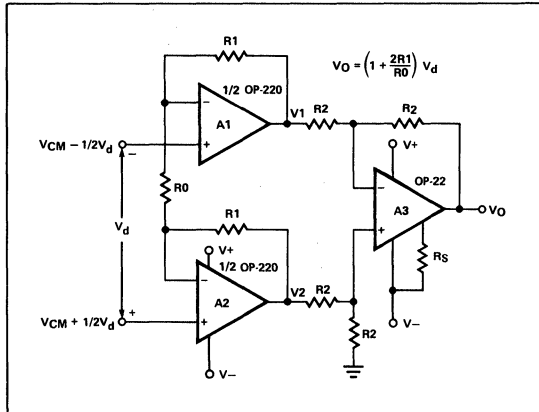 R1
V_O = (1 + 2R1/R0) V_d
1/2 OP-220
V1
R2
R2
−
A1
+
V+
V_CM − 1/2V_d
−
OP-22
−
R0
A3
V_O
R1
+
V_d
R_S
V+
1/2 OP-220
−
V2
R2
A2
+
V_CM + 1/2V_d
+
R2
V−
V−